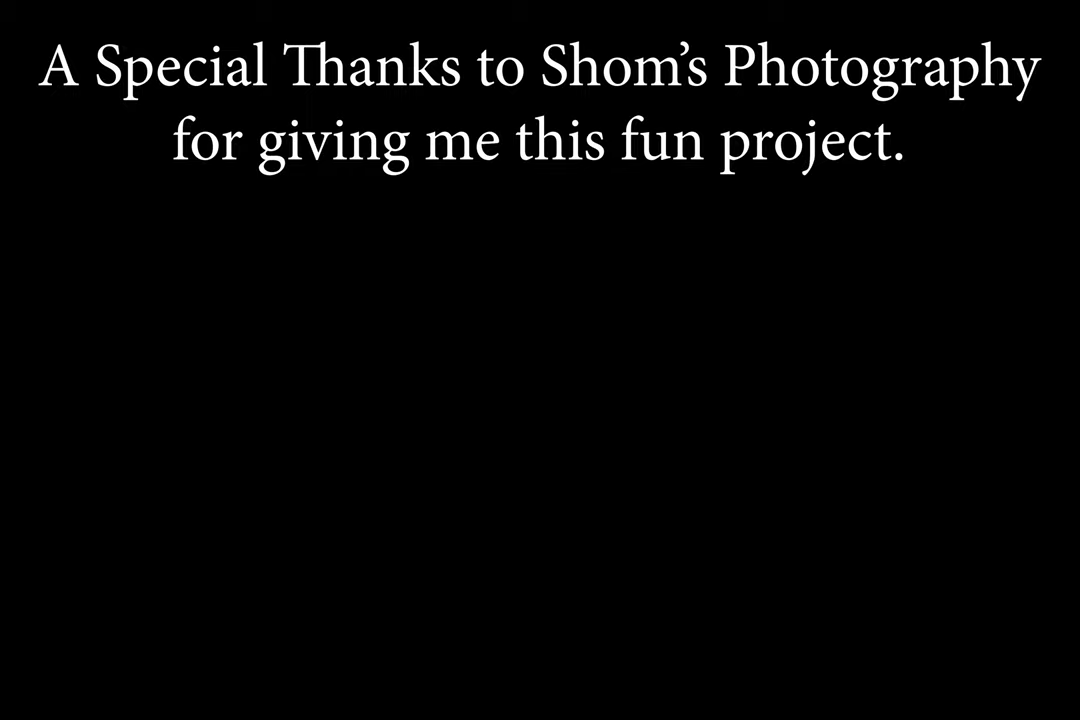 A Special Thanks to Shom’s Photography
for giving me this fun project.